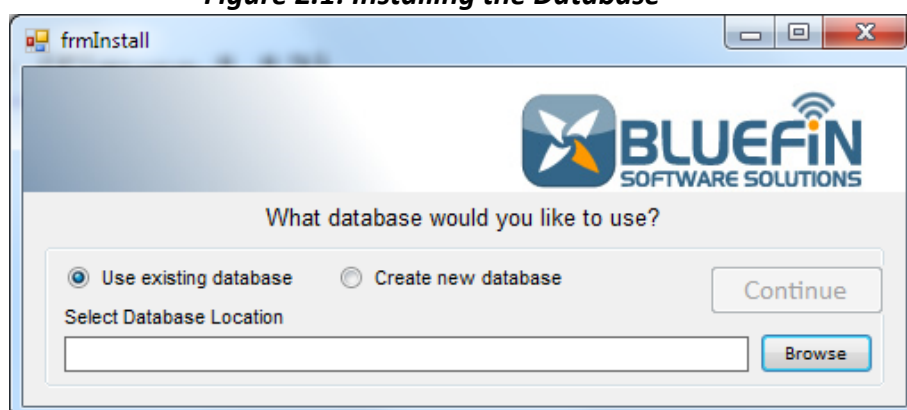 Figure 2.1: Installing the Database
frmInstall
BLUEFiN
SOFTWARE SOLUTIONS
What database would you like to use?
Use existing database Create new database
Continue
Select Database Location
Browse